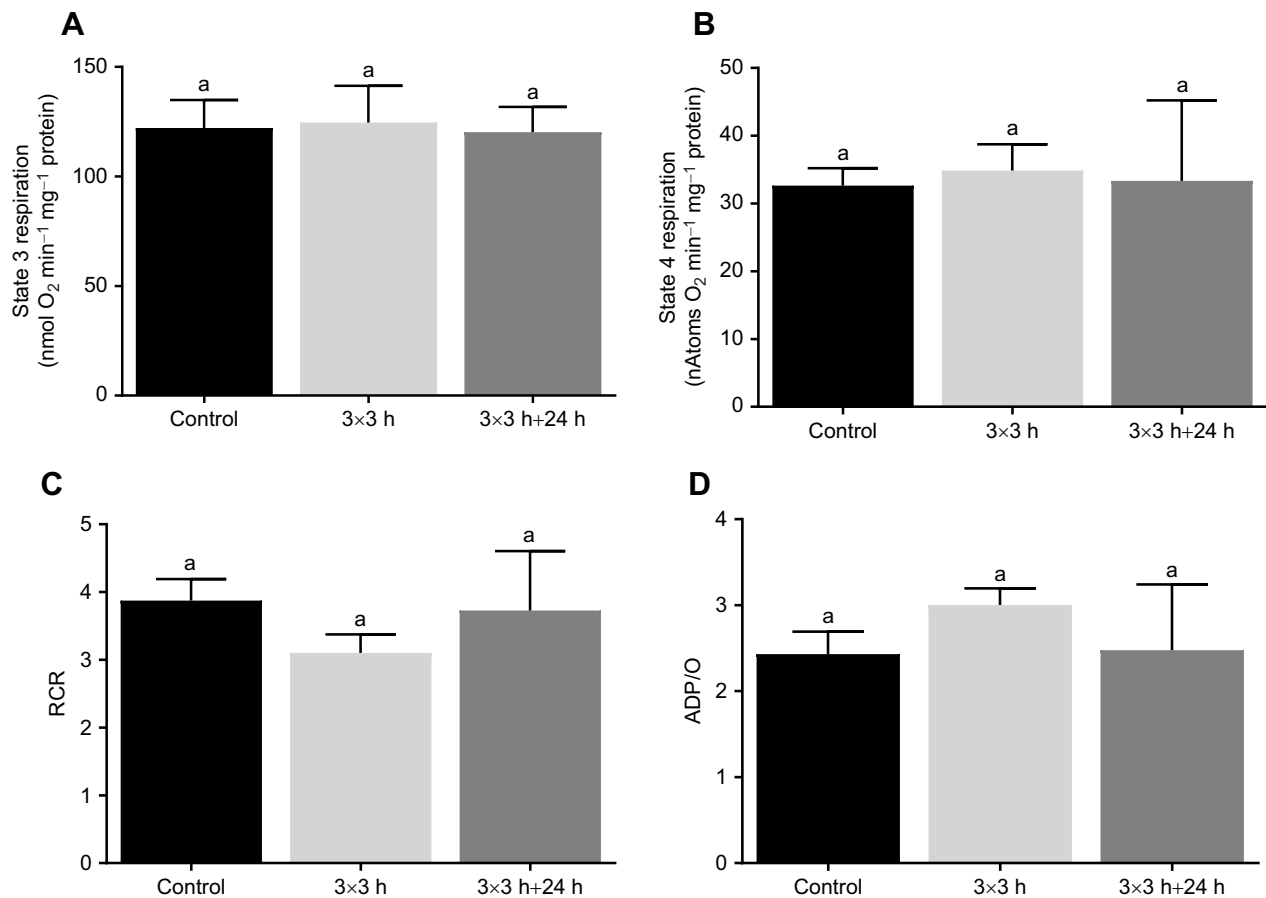 A
State 3 respiration
(nmol O₂ min⁻¹ mg⁻¹ protein)
150
100
50
0
a
a
a
Control
3×3 h
3×3 h+24 h
B
State 4 respiration
(nAtoms O₂ min⁻¹ mg⁻¹ protein)
50
40
30
20
10
0
a
a
a
Control
3×3 h
3×3 h+24 h
C
RCR
5
4
3
2
1
0
a
a
a
Control
3×3 h
3×3 h+24 h
D
ADP/O
4
3
2
1
0
a
a
a
Control
3×3 h
3×3 h+24 h